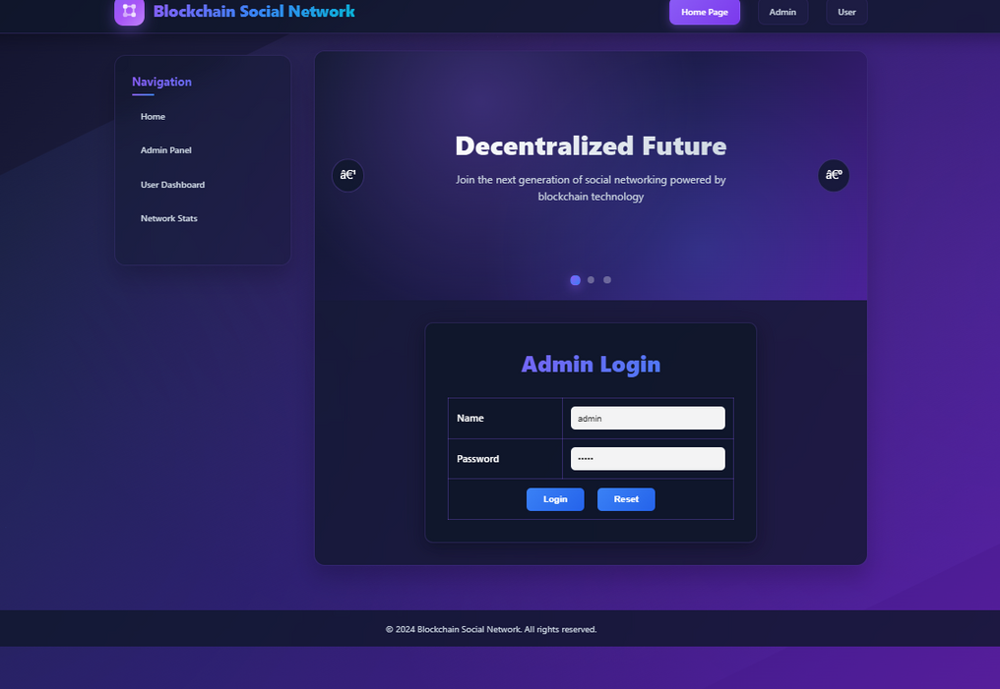 Blockchain Social Network
Home Page
Admin
User
Navigation
Home
Admin Panel
User Dashboard
Network Stats
Decentralized Future
Join the next generation of social networking powered by
blockchain technology
â€¹
â€º
Admin Login
Name
admin
Password
•••••
Login
Reset
© 2024 Blockchain Social Network. All rights reserved.